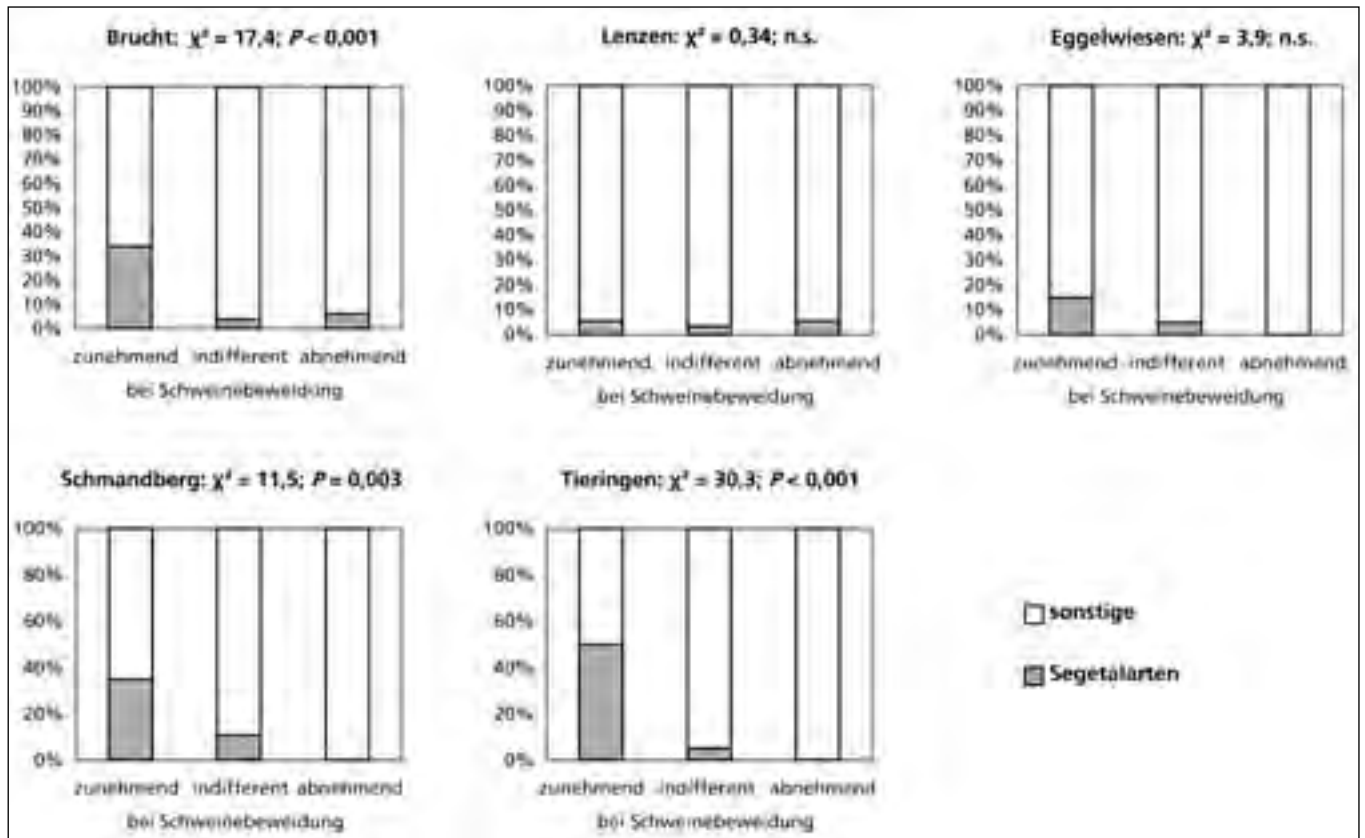 Brucht: χ² = 17,4; P < 0,001
100%
90%
80%
70%
60%
50%
40%
30%
20%
10%
0%
zunehmend indifferent abnehmend
bei Schweinebeweidung
Lenzen: χ² = 0,34; n.s.
100%
90%
80%
70%
60%
50%
40%
30%
20%
10%
0%
zunehmend indifferent abnehmend
bei Schweinebeweidung
Eggelwiesen: χ² = 3,9; n.s.
100%
90%
80%
70%
60%
50%
40%
30%
20%
10%
0%
zunehmend indifferent abnehmend
bei Schweinebeweidung
Schmandberg: χ² = 11,5; P = 0,003
100%
80%
60%
40%
20%
0%
zunehmend indifferent abnehmend
bei Schweinebeweidung
Tieringen: χ² = 30,3; P < 0,001
100%
80%
60%
40%
20%
0%
zunehmend indifferent abnehmend
bei Schweinebeweidung
sonstige
Segetalarten